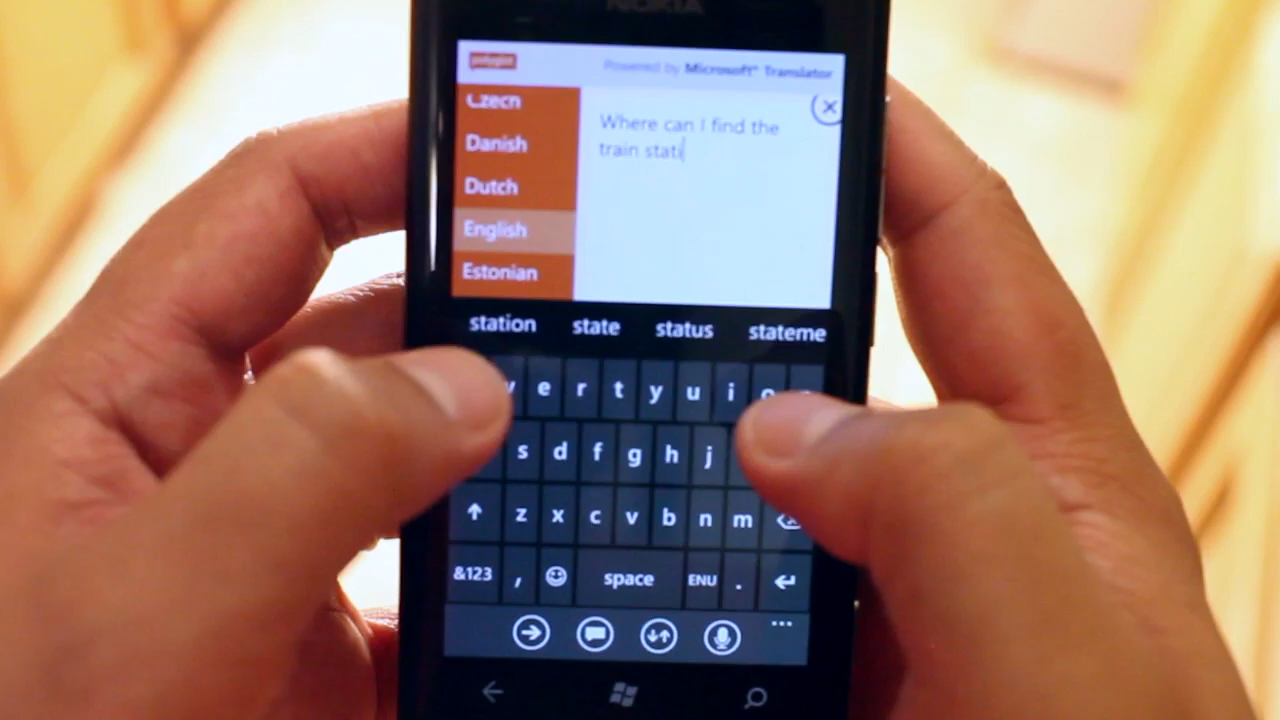 NOKIA
polyglot
Powered by Microsoft® Translator
Czech
Danish
Dutch
English
Estonian
Where can I find the
train stati
station state status stateme
e r t y u i o
s d f g h j
z x c v b n m
&123 , space ENU .